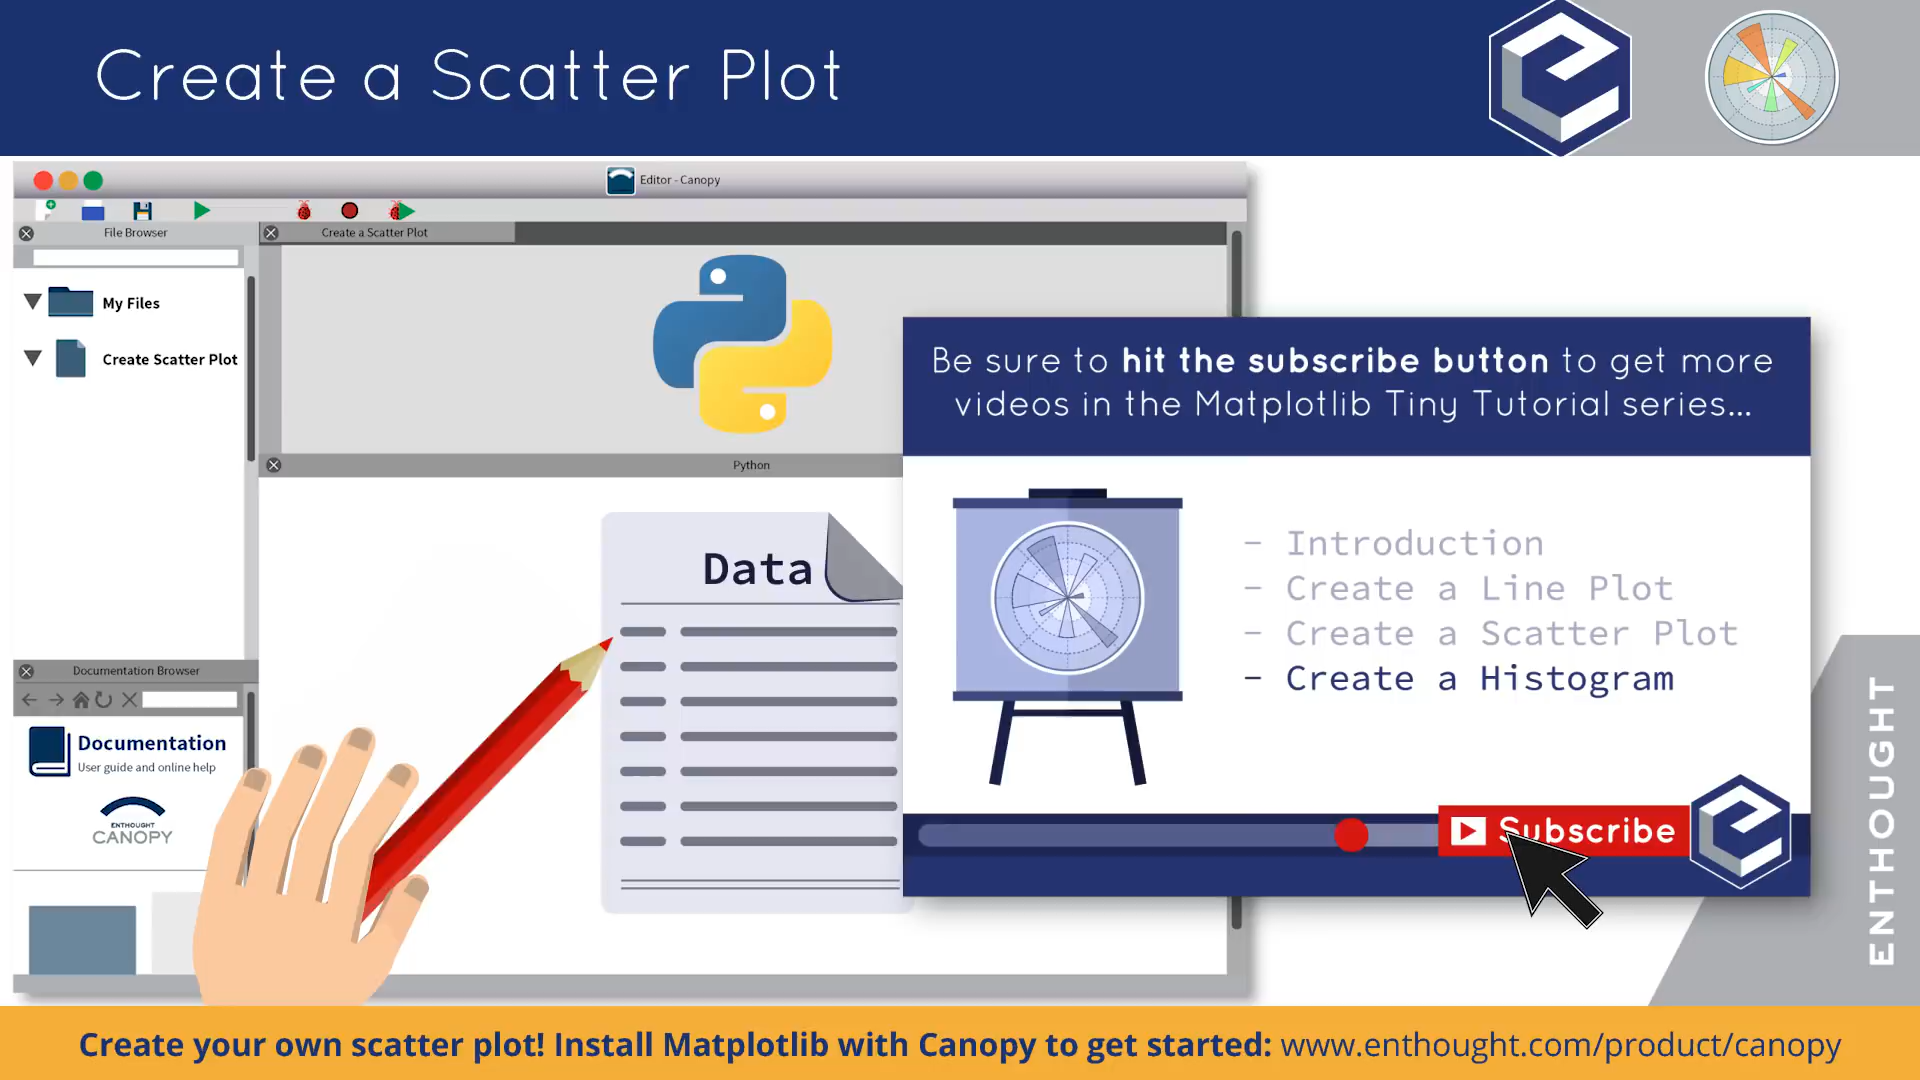 Create a Scatter Plot
Editor - Canopy
File Browser
Create a Scatter Plot
My Files
Create Scatter Plot
Python
Data
Documentation Browser
Documentation
User guide and online help
ENTHOUGHT
CANOPY
Be sure to hit the subscribe button to get more
videos in the Matplotlib Tiny Tutorial series...
- Introduction
- Create a Line Plot
- Create a Scatter Plot
- Create a Histogram
Subscribe
ENTHOUGHT
Create your own scatter plot! Install Matplotlib with Canopy to get started: www.enthought.com/product/canopy